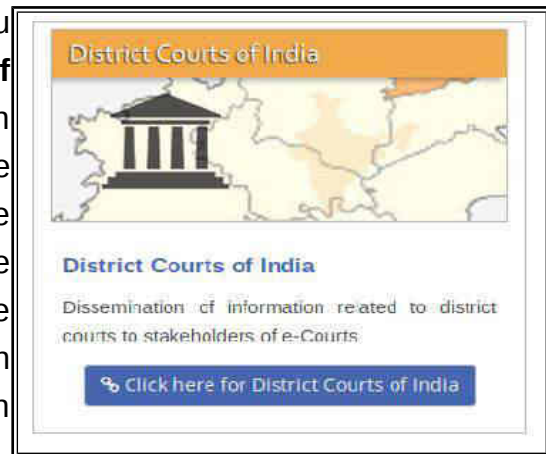 u
f
n
e
e
e
e
n
n
District Courts of India
District Courts of India
Dissemination of information related to district
courts to stakeholders of e-Courts
Click here for District Courts of India